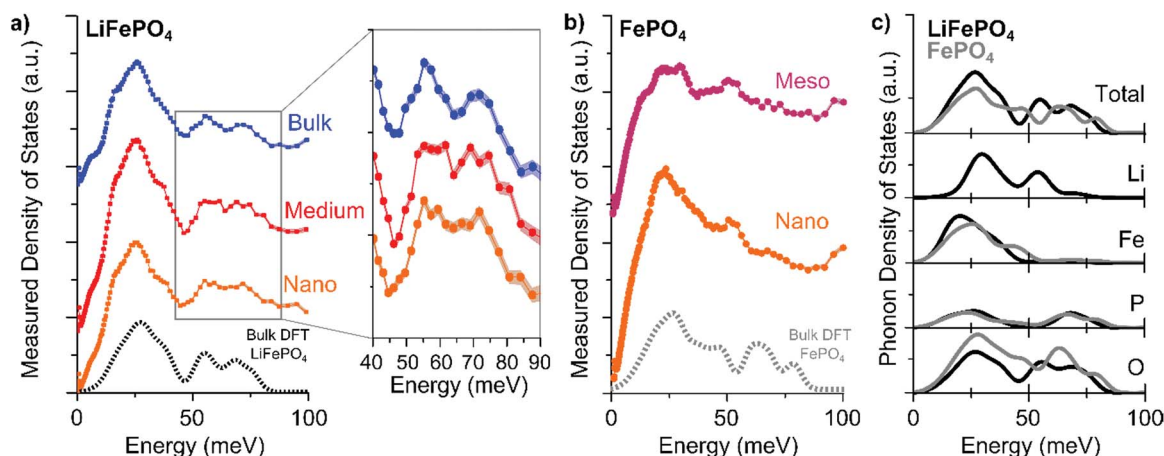 a)
LiFePO4
Measured Density of States (a.u.)
Bulk
Medium
Nano
Bulk DFT
LiFePO4
0
50
100
Energy (meV)
40
50
60
70
80
90
Energy (meV)
b)
FePO4
Measured Density of States (a.u.)
Meso
Nano
Bulk DFT
FePO4
0
50
100
Energy (meV)
c)
LiFePO4
FePO4
Phonon Density of States (a.u.)
Total
Li
Fe
P
O
0
50
100
Energy (meV)